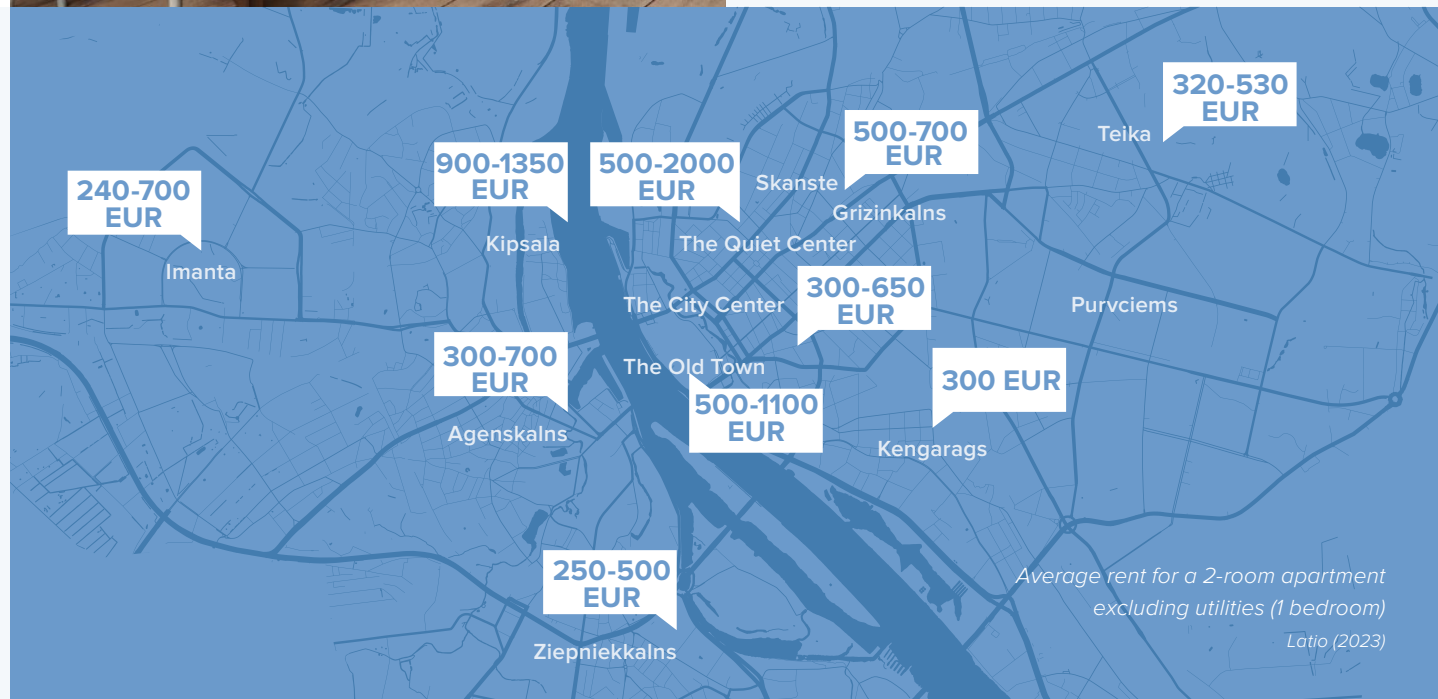 320-530
EUR
Teika
500-700
EUR
900-1350
EUR
500-2000
EUR
240-700
EUR
Skanste
Grizinkalns
Kipsala
The Quiet Center
Imanta
The City Center
300-650
EUR
Purvciems
300-700
EUR
The Old Town
300 EUR
500-1100
EUR
Agenskalns
Kengarags
250-500
EUR
Ziepniekkalns
Average rent for a 2-room apartment
excluding utilities (1 bedroom)
Latio (2023)